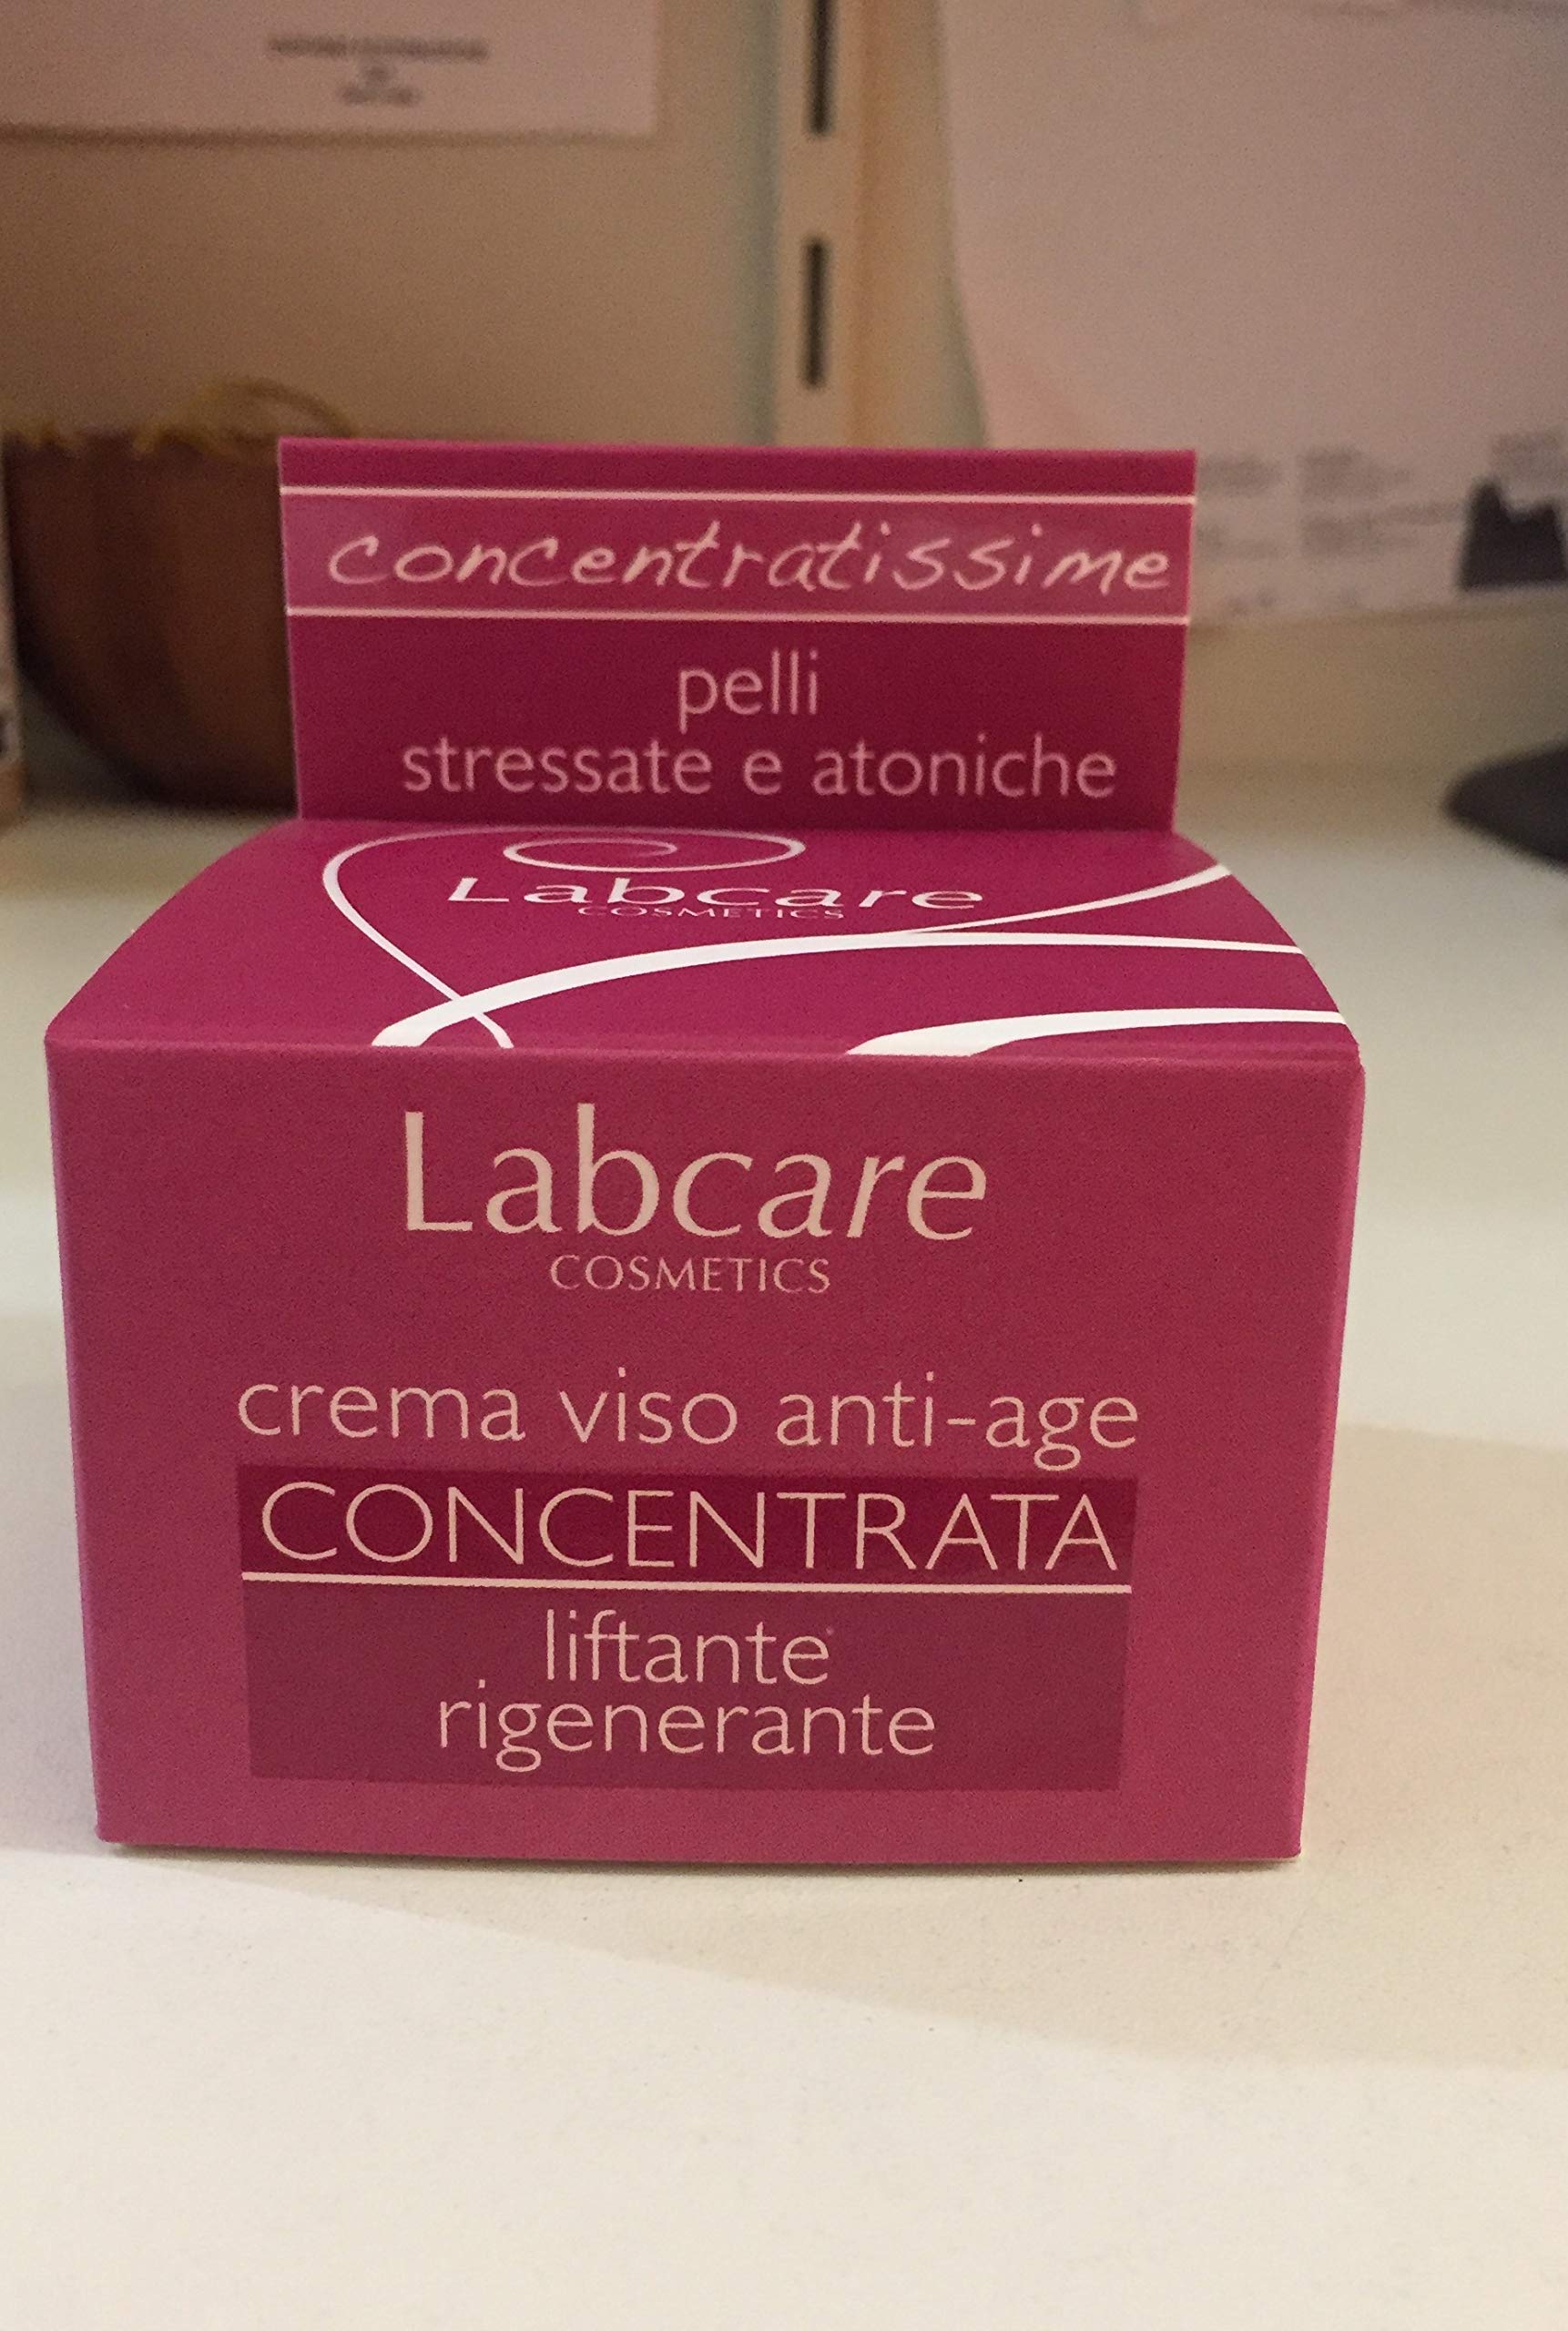 concentratissime
pelli
stressate e atoniche
Labcare
COSMETICS
Labcare
COSMETICS
crema viso anti-age
CONCENTRATA
liftante
rigenerante